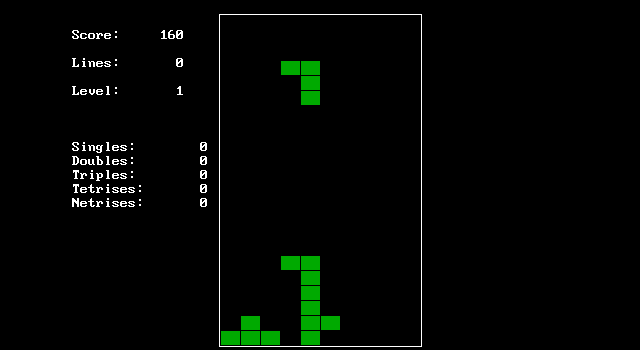 Score: 160
Lines: 0
Level: 1
Singles: 0
Doubles: 0
Triples: 0
Tetrises: 0
Netrises: 0